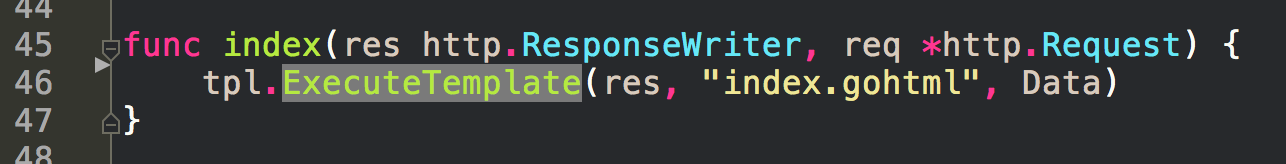 44
45 func index(res http.ResponseWriter, req *http.Request) {
46     tpl.ExecuteTemplate(res, "index.gohtml", Data)
47 }
48